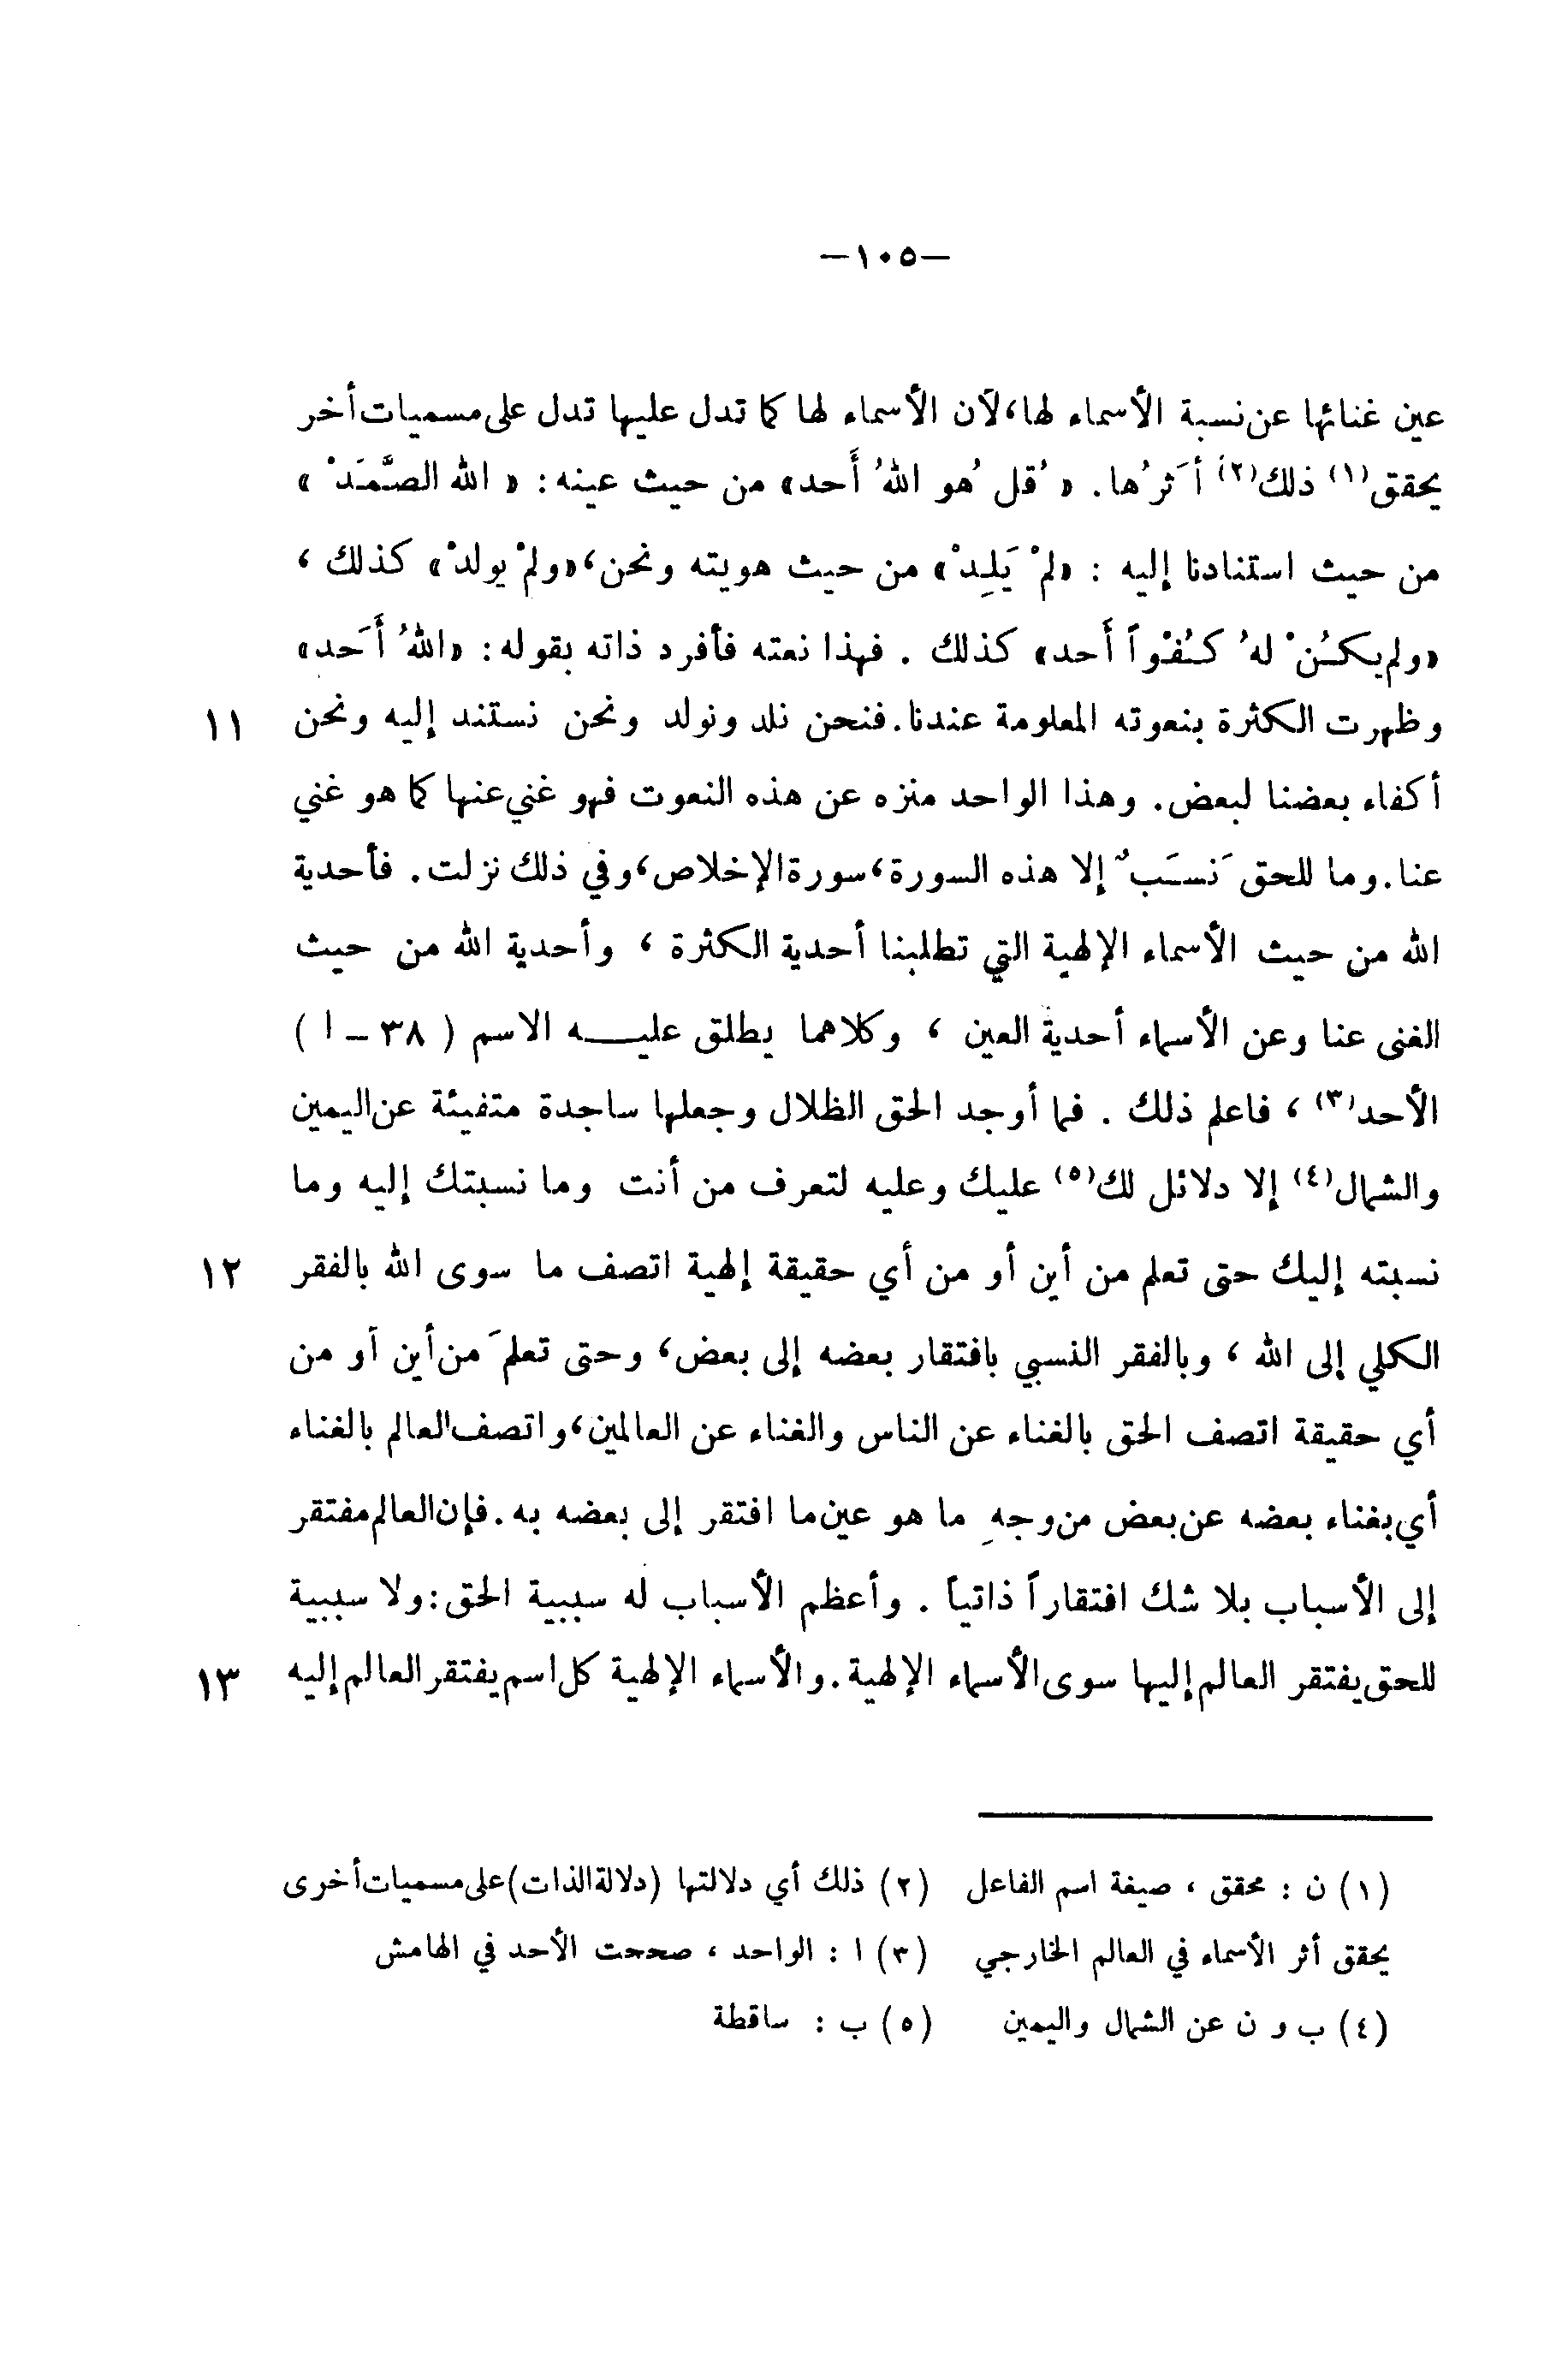 —١٠٥—
عين غنائها عن نسبة الأسماء لها، لأن الأسماء لها كما تدل عليها تدل على مسميات أخر
يحقق(١) ذلك(٢) أَثرُها. «قُل هُو اللهُ أَحد» من حيث عينه: « الله الصَّمَدْ »
من حيث استنادنا إليه : «لمْ يَلِدْ» من حيث هويته ونحن، «ولمْ يولدْ» كذلك ،
«ولم يكُنْ لهُ كُفْواً أَحد» كذلك . فهذا نعته فأفرد ذاته بقوله: «اللهُ أَحَد»
وظهرت الكثرة بنعوته المعلومة عندنا. فنحن نلد ونولد ونحن نستند إليه ونحن ١١
أكفاء بعضنا لبعض. وهذا الواحد منزه عن هذه النعوت فهو غني عنها كما هو غني
عنا. وما للحق نَسَبٌ إلا هذه السورة، سورة الإخلاص، وفي ذلك نزلت. فأحدية
الله من حيث الأسماء الإلهية التي تطلبنا أحدية الكثرة ، وأحدية الله من حيث
الغنى عنا وعن الأسماء أحدية العين ، وكلاهما يطلق عليـــه الاسم ( ٣٨ – ا )
الأحد(٣) ، فاعلم ذلك . فما أوجد الحق الظلال وجعلها ساجدة متفيئة عن اليمين
والشمال(٤) إلا دلائل لك(٥) عليك وعليه لتعرف من أنت وما نسبتك إليه وما
نسبته إليك حتى تعلم من أين أو من أي حقيقة إلهية اتصف ما سوى الله بالفقر ١٢
الكلي إلى الله ، وبالفقر النسبي بافتقار بعضه إلى بعض، وحتى تعلمَ من أين أو من
أي حقيقة اتصف الحق بالغناء عن الناس والغناء عن العالمين، واتصف العالم بالغناء
أي بغناء بعضه عن بعض من وجهِ ما هو عين ما افتقر إلى بعضه به. فإن العالم مفتقر
إلى الأسباب بلا شك افتقاراً ذاتياً . وأعظم الأسباب له سببية الحق: ولا سببية
للحق يفتقر العالم إليها سوى الأسماء الإلهية. والأسماء الإلهية كل اسم يفتقر العالم إليه ١٣
(١) ن : محقق ، صيغة اسم الفاعل (٢) ذلك أي دلالتها (دلالة الذات) على مسميات أخرى
يحقق أثر الأسماء في العالم الخارجي (٣) ا : الواحد ، صححت الأحد في الهامش
(٤) ب و ن عن الشمال واليمين (٥) ب : ساقطة